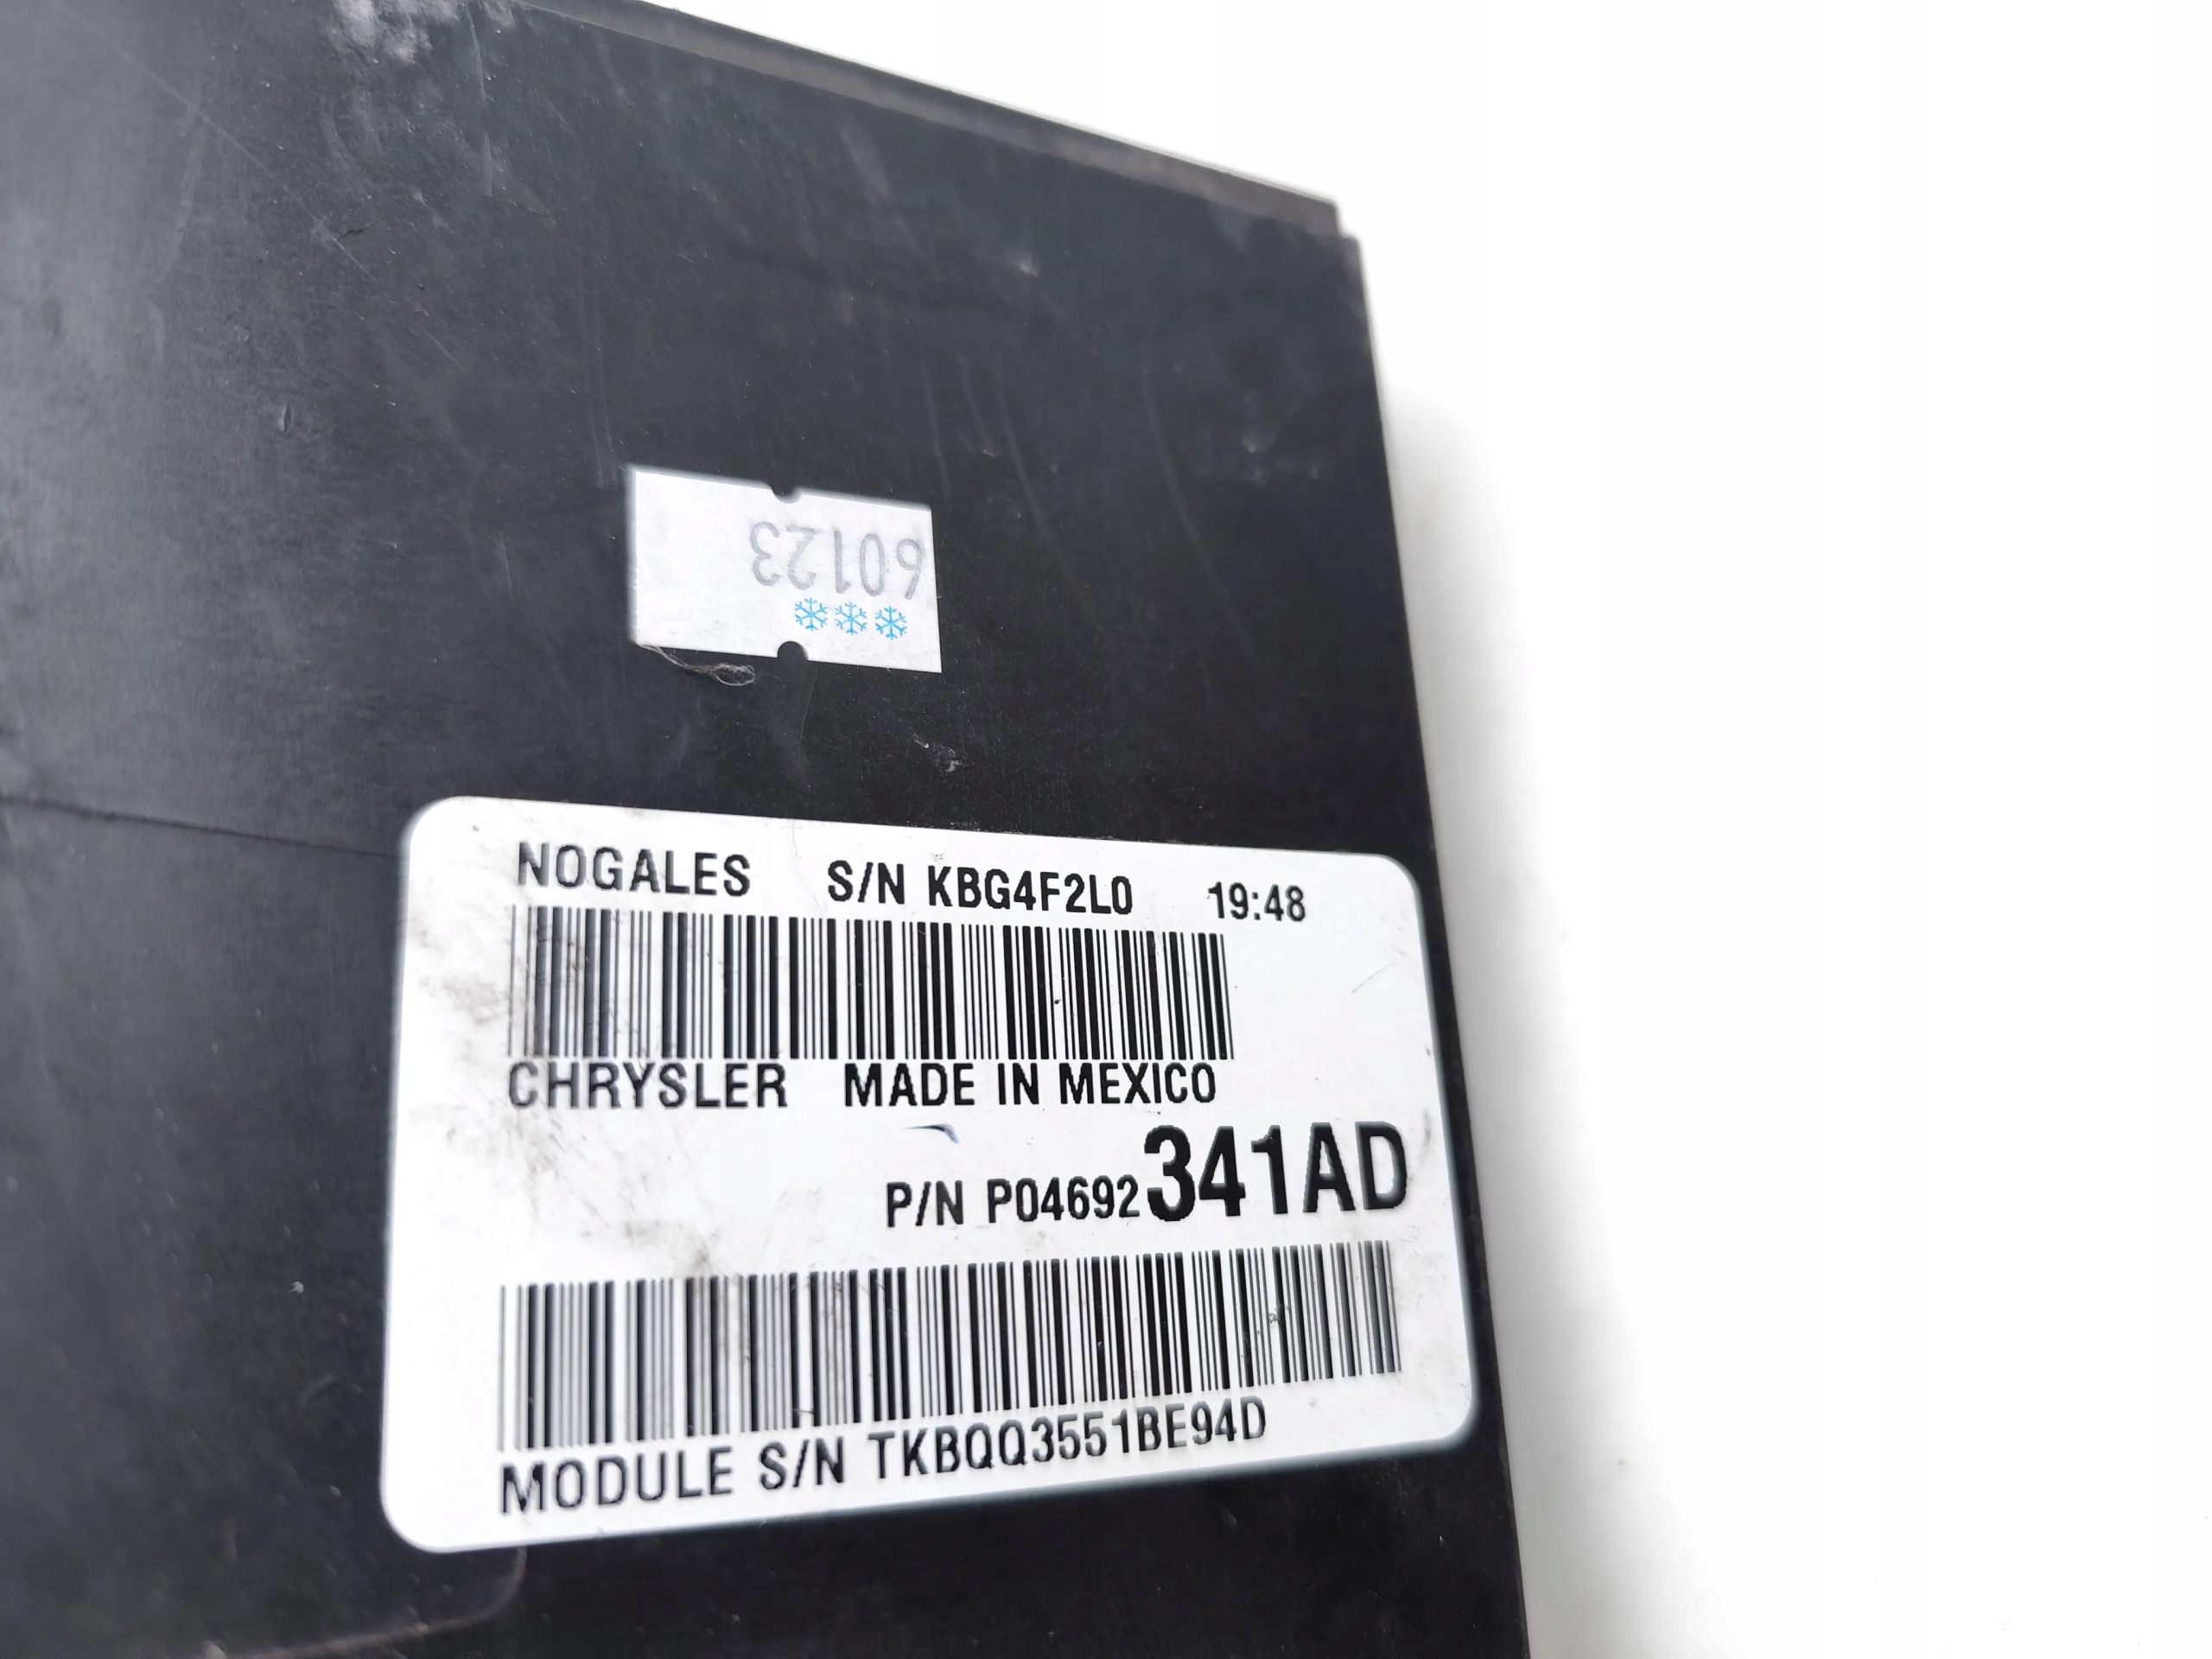 60123
NOGALES S/N KBG4F2L0 19:48
CHRYSLER MADE IN MEXICO
P/N P04692341AD
MODULE S/N TKBQQ3551BE94D